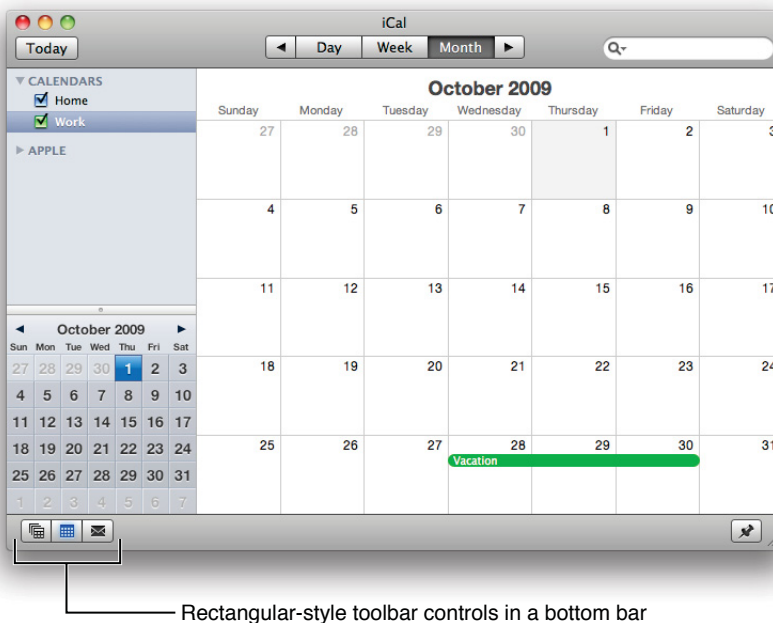 iCal
Today Day Week Month
CALENDARS
Home
Work
APPLE
October 2009
Sunday Monday Tuesday Wednesday Thursday Friday Saturday
27 28 29 30 1 2 3
4 5 6 7 8 9 10
11 12 13 14 15 16 17
18 19 20 21 22 23 24
25 26 27 28 29 30 31
Vacation
October 2009
Sun Mon Tue Wed Thu Fri Sat
27 28 29 30 1 2 3
4 5 6 7 8 9 10
11 12 13 14 15 16 17
18 19 20 21 22 23 24
25 26 27 28 29 30 31
1 2 3 4 5 6 7
Rectangular-style toolbar controls in a bottom bar